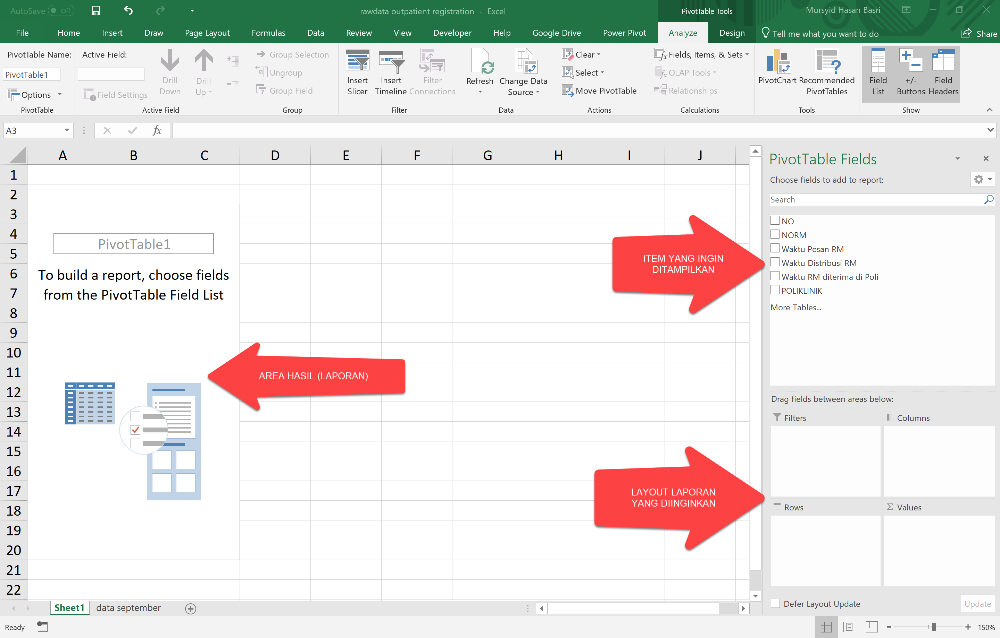 AutoSave Off
rawdata outpatient registration - Excel
PivotTable Tools
Mursyid Hasan Basri
File Home Insert Draw Page Layout Formulas Data Review View Developer Help Google Drive Power Pivot Analyze Design Tell me what you want to do Share
PivotTable Name:
PivotTable1
Options
PivotTable
Active Field:
Field Settings
Drill
Down
Drill
Up
Active Field
Group Selection
Ungroup
7 Group Field
Group
Insert
Slicer
Insert
Timeline
Filter
Connections
Filter
Refresh
Change Data
Source
Data
Clear
Select
Move PivotTable
Actions
fx Fields, Items, & Sets
fx OLAP Tools
Relationships
Calculations
PivotChart
Recommended
PivotTables
Tools
Field
List
+/-
Buttons
Field
Headers
Show
A3
fx
A B C D E F G H I J
1
2
3
4
5
6
7
8
9
10
11
12
13
14
15
16
17
18
19
20
21
22
PivotTable1
To build a report, choose fields
from the PivotTable Field List
AREA HASIL (LAPORAN)
ITEM YANG INGIN
DITAMPILKAN
LAYOUT LAPORAN
YANG DIINGINKAN
PivotTable Fields
Choose fields to add to report:
Search
NO
NORM
Waktu Pesan RM
Waktu Distribusi RM
Waktu RM diterima di Poli
POLIKLINIK
More Tables...
Drag fields between areas below:
Filters
Columns
Rows
Σ Values
Defer Layout Update
Update
Sheet1 data september
Ready
150%